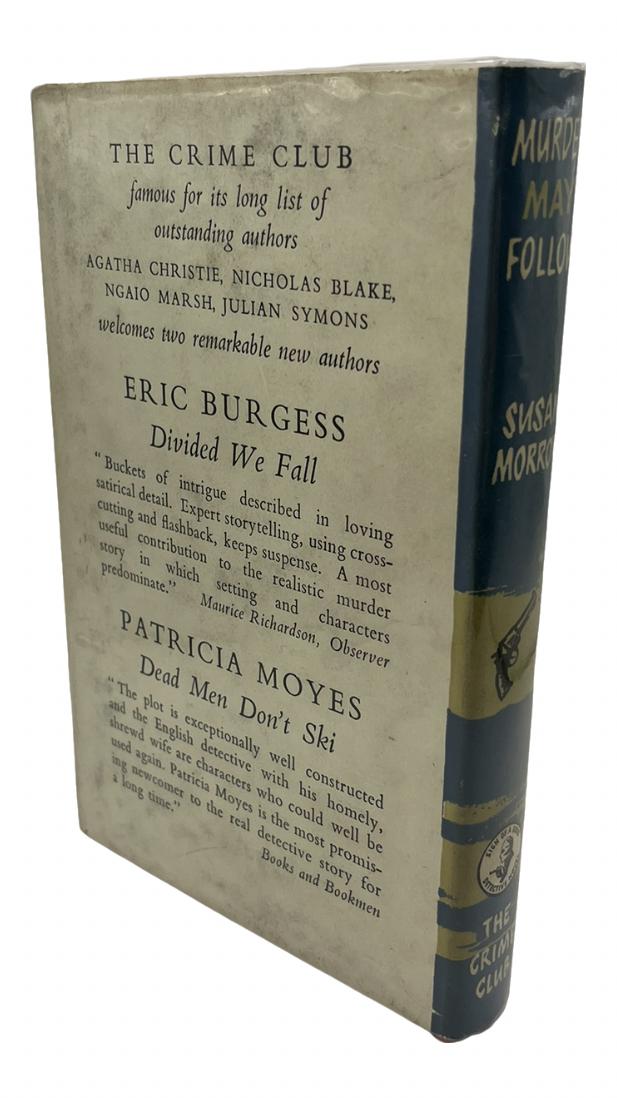 THE CRIME CLUB
famous for its long list of
outstanding authors
AGATHA CHRISTIE, NICHOLAS BLAKE,
NGAIO MARSH, JULIAN SYMONS
welcomes two remarkable new authors
ERIC BURGESS
Divided We Fall
"Buckets of intrigue described in loving
satirical detail. Expert storytelling, using cross-
cutting and flashback, keeps suspense. A most
useful contribution to the realistic murder
story in which setting and characters
predominate." Maurice Richardson, Observer
PATRICIA MOYES
Dead Men Don't Ski
"The plot is exceptionally well constructed
and the English detective with his homely,
shrewd wife are characters who could well be
used again. Patricia Moyes is the most promis-
ing newcomer to the real detective story for
a long time."
Books and Bookmen
MURDE
MAY
FOLLO
SUSA
MORRO
SIGN OF A
DETECTIVE
THE
CRIME
CLUB